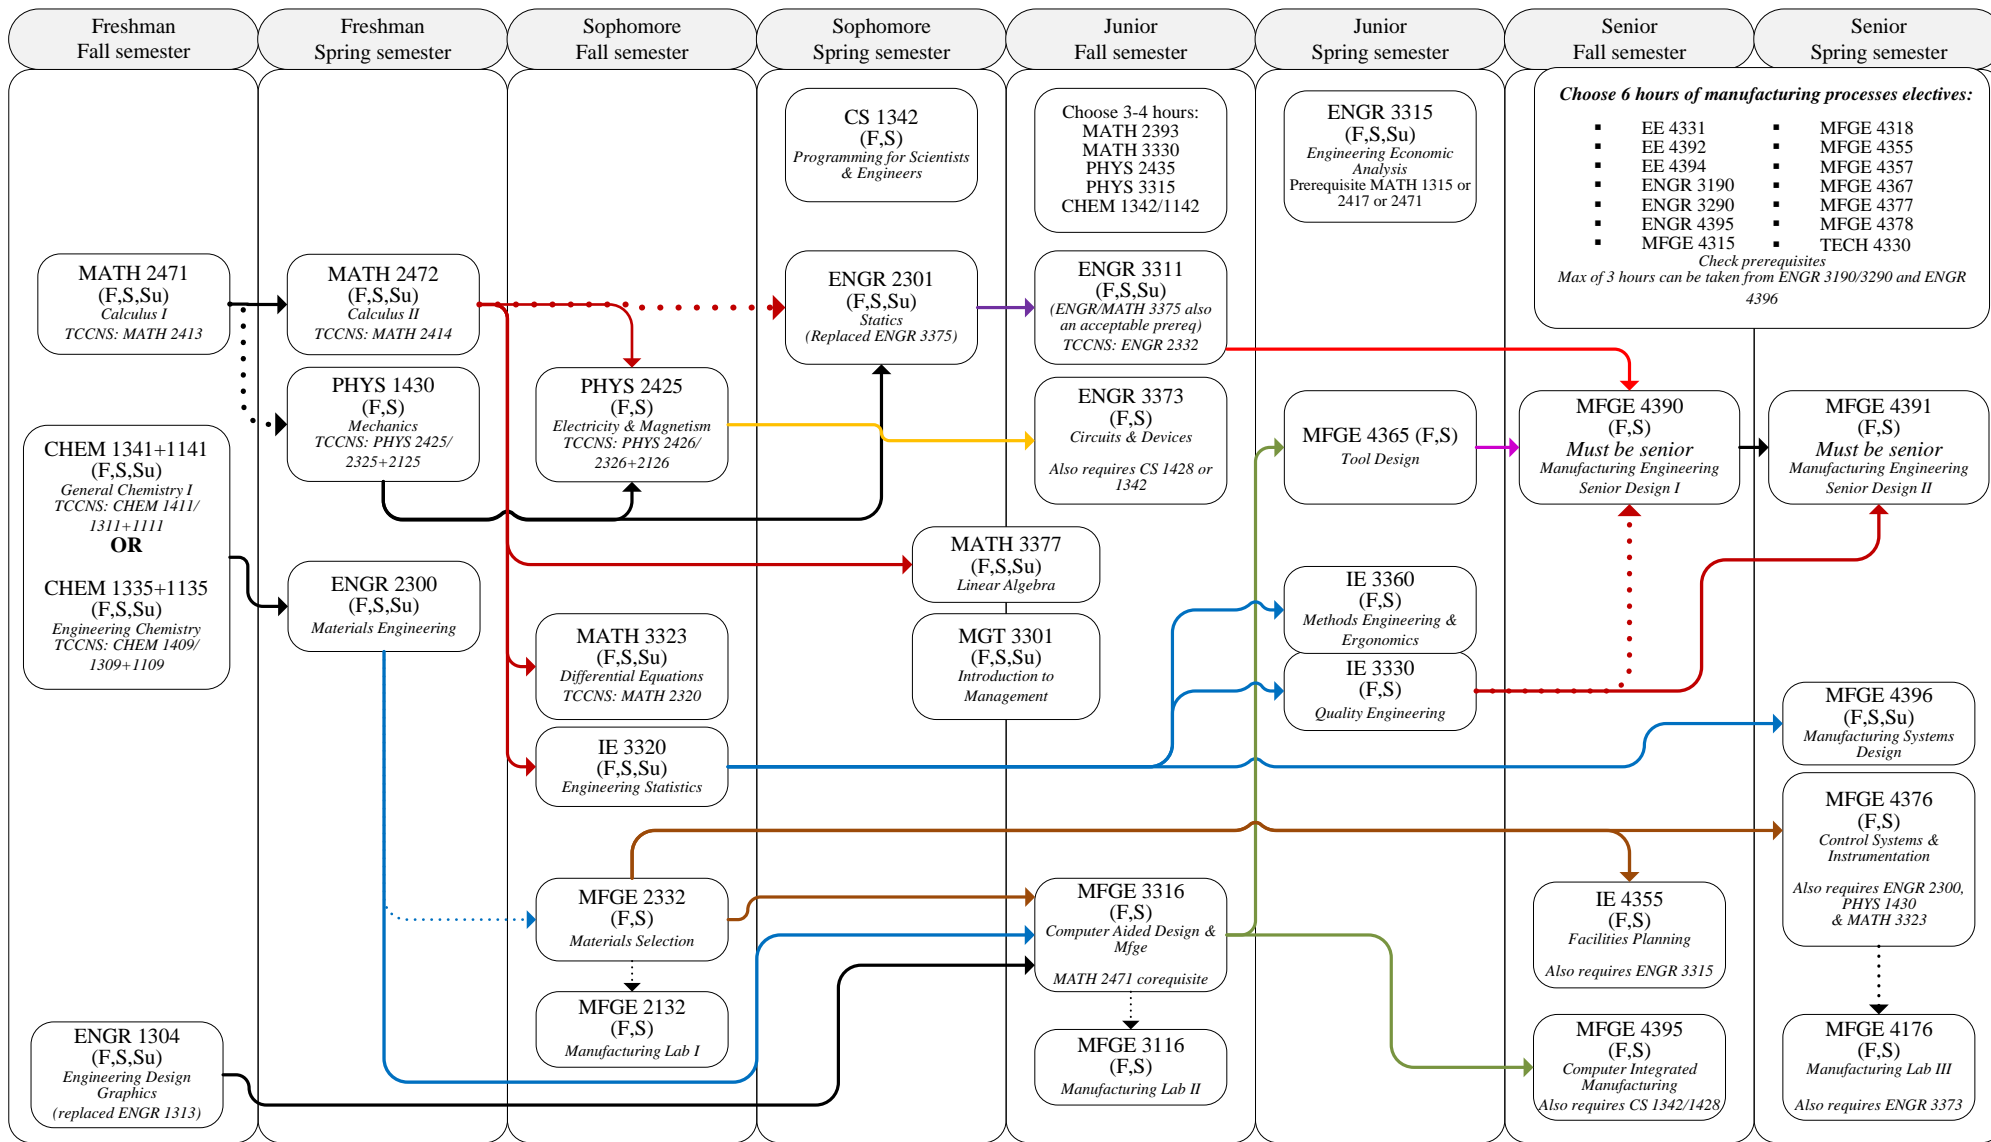 Freshman
Fall semester
Freshman
Spring semester
Sophomore
Fall semester
Sophomore
Spring semester
Junior
Fall semester
Junior
Spring semester
Senior
Fall semester
Senior
Spring semester
MATH 2471
(F,S,Su)
Calculus I
TCCNS: MATH 2413
CHEM 1341+1141
(F,S,Su)
General Chemistry I
TCCNS: CHEM 1411/
1311+1111
OR
CHEM 1335+1135
(F,S,Su)
Engineering Chemistry
TCCNS: CHEM 1409/
1309+1109
ENGR 1304
(F,S,Su)
Engineering Design
Graphics
(replaced ENGR 1313)
MATH 2472
(F,S,Su)
Calculus II
TCCNS: MATH 2414
PHYS 1430
(F,S)
Mechanics
TCCNS: PHYS 2425/
2325+2125
ENGR 2300
(F,S,Su)
Materials Engineering
PHYS 2425
(F,S)
Electricity & Magnetism
TCCNS: PHYS 2426/
2326+2126
MATH 3323
(F,S,Su)
Differential Equations
TCCNS: MATH 2320
IE 3320
(F,S,Su)
Engineering Statistics
MFGE 2332
(F,S)
Materials Selection
MFGE 2132
(F,S)
Manufacturing Lab I
CS 1342
(F,S)
Programming for Scientists
& Engineers
ENGR 2301
(F,S,Su)
Statics
(Replaced ENGR 3375)
MATH 3377
(F,S,Su)
Linear Algebra
MGT 3301
(F,S,Su)
Introduction to
Management
Choose 3-4 hours:
MATH 2393
MATH 3330
PHYS 2435
PHYS 3315
CHEM 1342/1142
ENGR 3311
(F,S,Su)
(ENGR/MATH 3375 also
an acceptable prereq)
TCCNS: ENGR 2332
ENGR 3373
(F,S)
Circuits & Devices
Also requires CS 1428 or
1342
MFGE 3316
(F,S)
Computer Aided Design &
Mfge
MATH 2471 corequisite
MFGE 3116
(F,S)
Manufacturing Lab II
ENGR 3315
(F,S,Su)
Engineering Economic
Analysis
Prerequisite MATH 1315 or
2417 or 2471
MFGE 4365 (F,S)
Tool Design
IE 3360
(F,S)
Methods Engineering &
Ergonomics
IE 3330
(F,S)
Quality Engineering
Choose 6 hours of manufacturing processes electives:
▪ EE 4331
▪ EE 4392
▪ EE 4394
▪ ENGR 3190
▪ ENGR 3290
▪ ENGR 4395
▪ MFGE 4315
▪ MFGE 4318
▪ MFGE 4355
▪ MFGE 4357
▪ MFGE 4367
▪ MFGE 4377
▪ MFGE 4378
▪ TECH 4330
Check prerequisites
Max of 3 hours can be taken from ENGR 3190/3290 and ENGR
4396
MFGE 4390
(F,S)
Must be senior
Manufacturing Engineering
Senior Design I
IE 4355
(F,S)
Facilities Planning
Also requires ENGR 3315
MFGE 4395
(F,S)
Computer Integrated
Manufacturing
Also requires CS 1342/1428
MFGE 4391
(F,S)
Must be senior
Manufacturing Engineering
Senior Design II
MFGE 4396
(F,S,Su)
Manufacturing Systems
Design
MFGE 4376
(F,S)
Control Systems &
Instrumentation
Also requires ENGR 2300,
PHYS 1430
& MATH 3323
MFGE 4176
(F,S)
Manufacturing Lab III
Also requires ENGR 3373